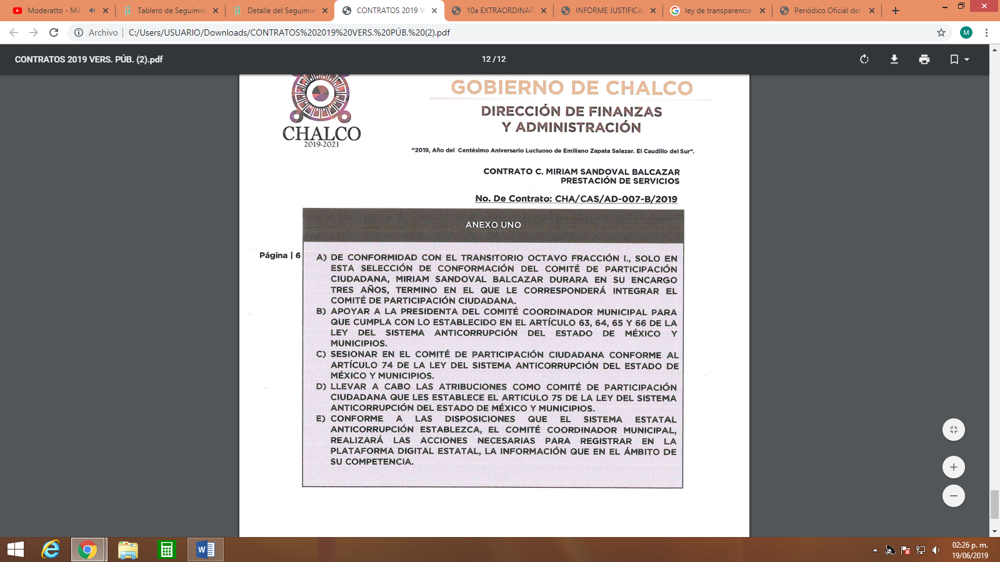 Moderatto - Mil
Tablero de Seguimie
Detalle del Seguimie
CONTRATOS 2019 VE
10a EXTRAORDINAR
INFORME JUSTIFICA
ley de transparencia
Periódico Oficial del
Archivo | C:/Users/USUARIO/Downloads/CONTRATOS%202019%20VERS.%20PÚB.%20(2).pdf
M
CONTRATOS 2019 VERS. PÚB. (2).pdf
12 / 12
CHALCO
2019-2021
GOBIERNO DE CHALCO
DIRECCIÓN DE FINANZAS
Y ADMINISTRACIÓN
"2019, Año del Centésimo Aniversario Luctuoso de Emiliano Zapata Salazar. El Caudillo del Sur".
CONTRATO C. MIRIAM SANDOVAL BALCAZAR
PRESTACIÓN DE SERVICIOS
No. De Contrato: CHA/CAS/AD-007-B/2019
ANEXO UNO
Página | 6
A) DE CONFORMIDAD CON EL TRANSITORIO OCTAVO FRACCIÓN I., SOLO EN
ESTA SELECCIÓN DE CONFORMACIÓN DEL COMITÉ DE PARTICIPACIÓN
CIUDADANA, MIRIAM SANDOVAL BALCAZAR DURARA EN SU ENCARGO
TRES AÑOS, TERMINO EN EL QUE LE CORRESPONDERÁ INTEGRAR EL
COMITÉ DE PARTICIPACIÓN CIUDADANA.
B) APOYAR A LA PRESIDENTA DEL COMITÉ COORDINADOR MUNICIPAL PARA
QUE CUMPLA CON LO ESTABLECIDO EN EL ARTÍCULO 63, 64, 65 Y 66 DE LA
LEY DEL SISTEMA ANTICORRUPCIÓN DEL ESTADO DE MÉXICO Y
MUNICIPIOS.
C) SESIONAR EN EL COMITÉ DE PARTICIPACIÓN CIUDADANA CONFORME AL
ARTÍCULO 74 DE LA LEY DEL SISTEMA ANTICORRUPCIÓN DEL ESTADO DE
MÉXICO Y MUNICIPIOS.
D) LLEVAR A CABO LAS ATRIBUCIONES COMO COMITÉ DE PARTICIPACIÓN
CIUDADANA QUE LES ESTABLECE EL ARTICULO 75 DE LA LEY DEL SISTEMA
ANTICORRUPCIÓN DEL ESTADO DE MÉXICO Y MUNICIPIOS.
E) CONFORME A LAS DISPOSICIONES QUE EL SISTEMA ESTATAL
ANTICORRUPCIÓN ESTABLEZCA, EL COMITÉ COORDINADOR MUNICIPAL,
REALIZARÁ LAS ACCIONES NECESARIAS PARA REGISTRAR EN LA
PLATAFORMA DIGITAL ESTATAL, LA INFORMACIÓN QUE EN EL ÁMBITO DE
SU COMPETENCIA.
02:26 p. m.
19/06/2019